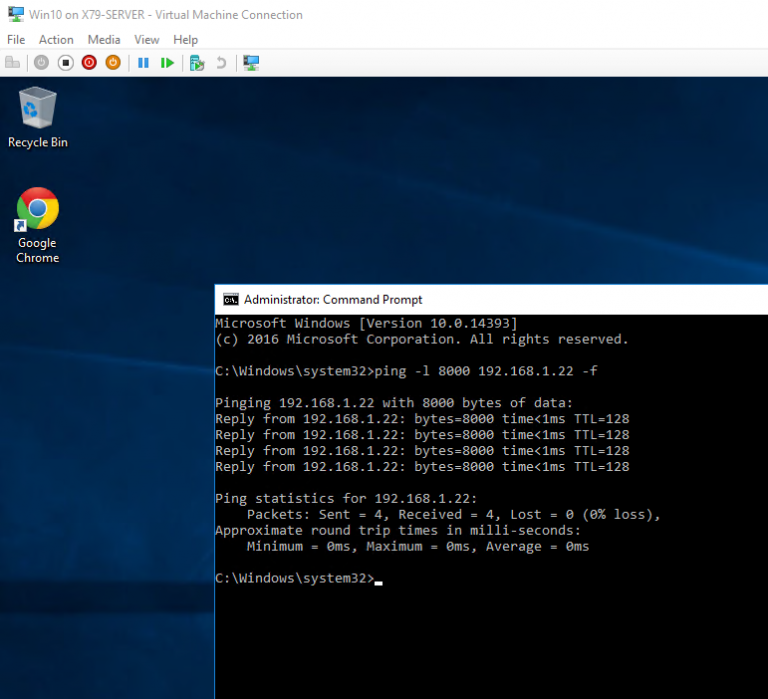 Win10 on X79-SERVER - Virtual Machine Connection
File Action Media View Help
Recycle Bin
Google
Chrome
Administrator: Command Prompt
Microsoft Windows [Version 10.0.14393]
(c) 2016 Microsoft Corporation. All rights reserved.
C:\Windows\system32>ping -l 8000 192.168.1.22 -f
Pinging 192.168.1.22 with 8000 bytes of data:
Reply from 192.168.1.22: bytes=8000 time<1ms TTL=128
Reply from 192.168.1.22: bytes=8000 time<1ms TTL=128
Reply from 192.168.1.22: bytes=8000 time<1ms TTL=128
Reply from 192.168.1.22: bytes=8000 time<1ms TTL=128
Ping statistics for 192.168.1.22:
Packets: Sent = 4, Received = 4, Lost = 0 (0% loss),
Approximate round trip times in milli-seconds:
Minimum = 0ms, Maximum = 0ms, Average = 0ms
C:\Windows\system32>